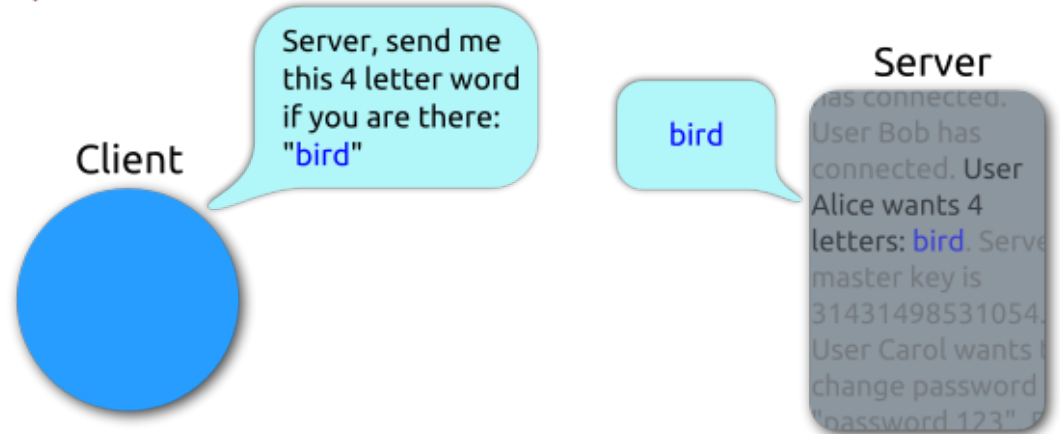 Server, send me
this 4 letter word
if you are there:
"bird"
Client
bird
Server
has connected.
User Bob has
connected. User
Alice wants 4
letters: bird. Serve
master key is
31431498531054.
User Carol wants t
change password
"password 123".